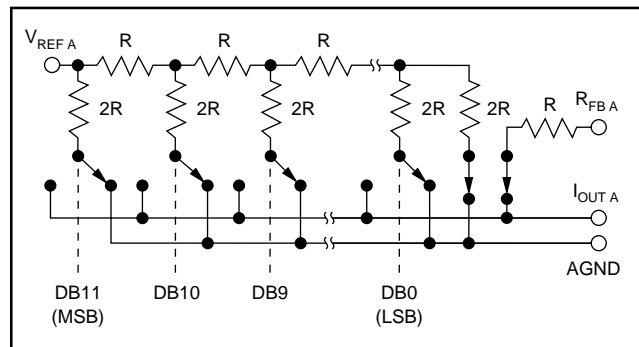 V_REF A R R R
2R 2R 2R 2R 2R R R_FB A
I_OUT A
AGND
DB11 DB10 DB9 DB0
(MSB) (LSB)